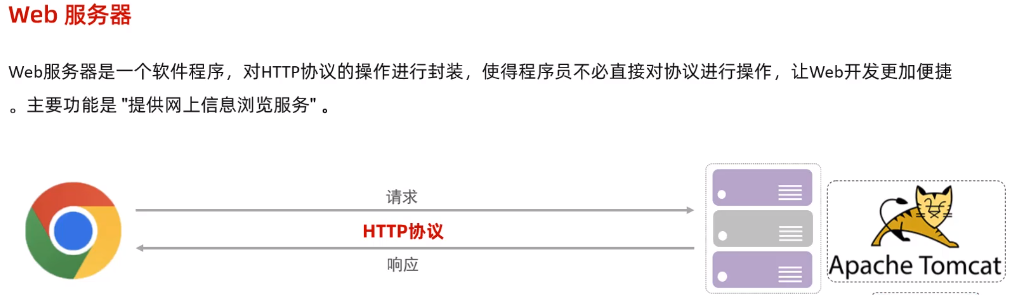 Web 服务器
Web服务器是一个软件程序，对HTTP协议的操作进行封装，使得程序员不必直接对协议进行操作，让Web开发更加便捷
。主要功能是 "提供网上信息浏览服务" 。
请求
HTTP协议
响应
Apache Tomcat